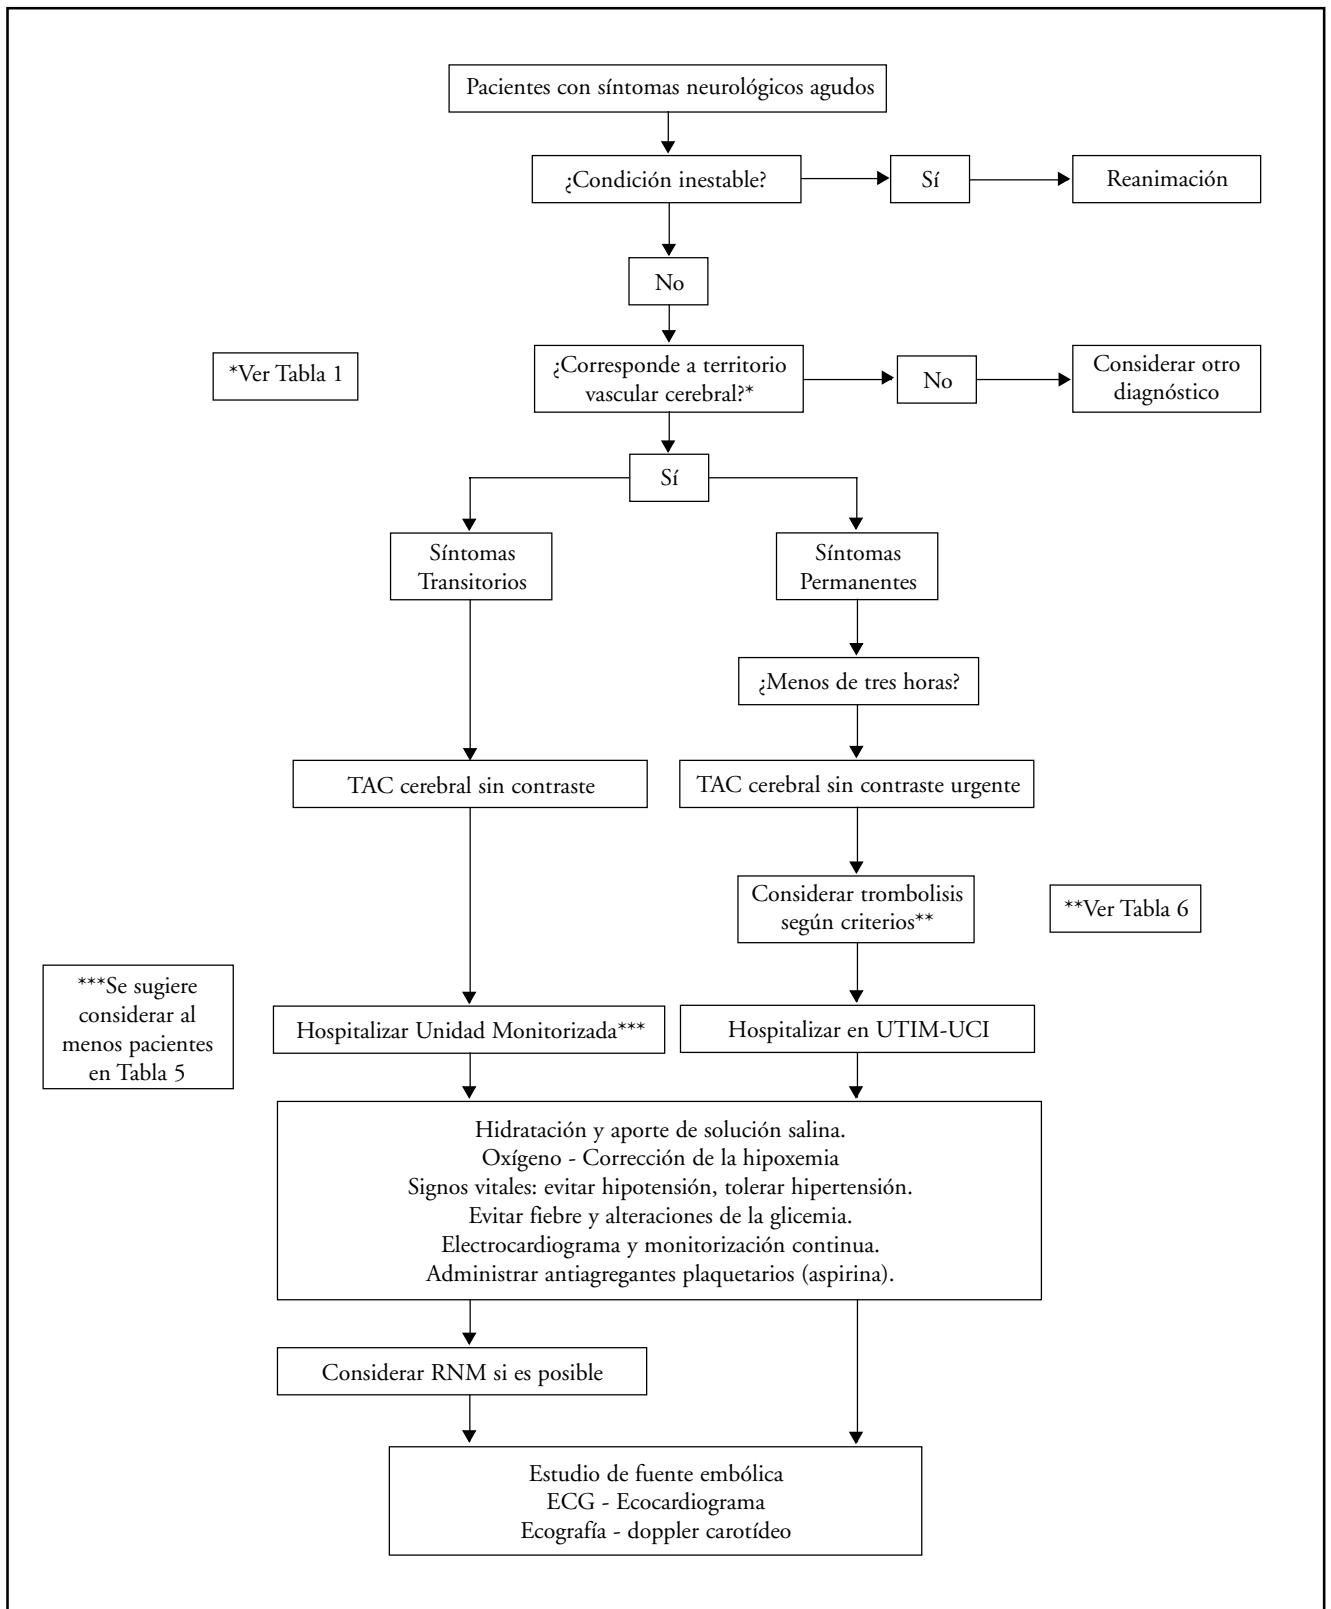 Pacientes con síntomas neurológicos agudos
¿Condición inestable?
Sí
Reanimación
No
*Ver Tabla 1
¿Corresponde a territorio
vascular cerebral?*
No
Considerar otro
diagnóstico
Sí
Síntomas
Transitorios
Síntomas
Permanentes
¿Menos de tres horas?
TAC cerebral sin contraste
TAC cerebral sin contraste urgente
Considerar trombolisis
según criterios**
**Ver Tabla 6
***Se sugiere
considerar al
menos pacientes
en Tabla 5
Hospitalizar Unidad Monitorizada***
Hospitalizar en UTIM-UCI
Hidratación y aporte de solución salina.
Oxígeno - Corrección de la hipoxemia
Signos vitales: evitar hipotensión, tolerar hipertensión.
Evitar fiebre y alteraciones de la glicemia.
Electrocardiograma y monitorización continua.
Administrar antiagregantes plaquetarios (aspirina).
Considerar RNM si es posible
Estudio de fuente embólica
ECG - Ecocardiograma
Ecografía - doppler carotídeo